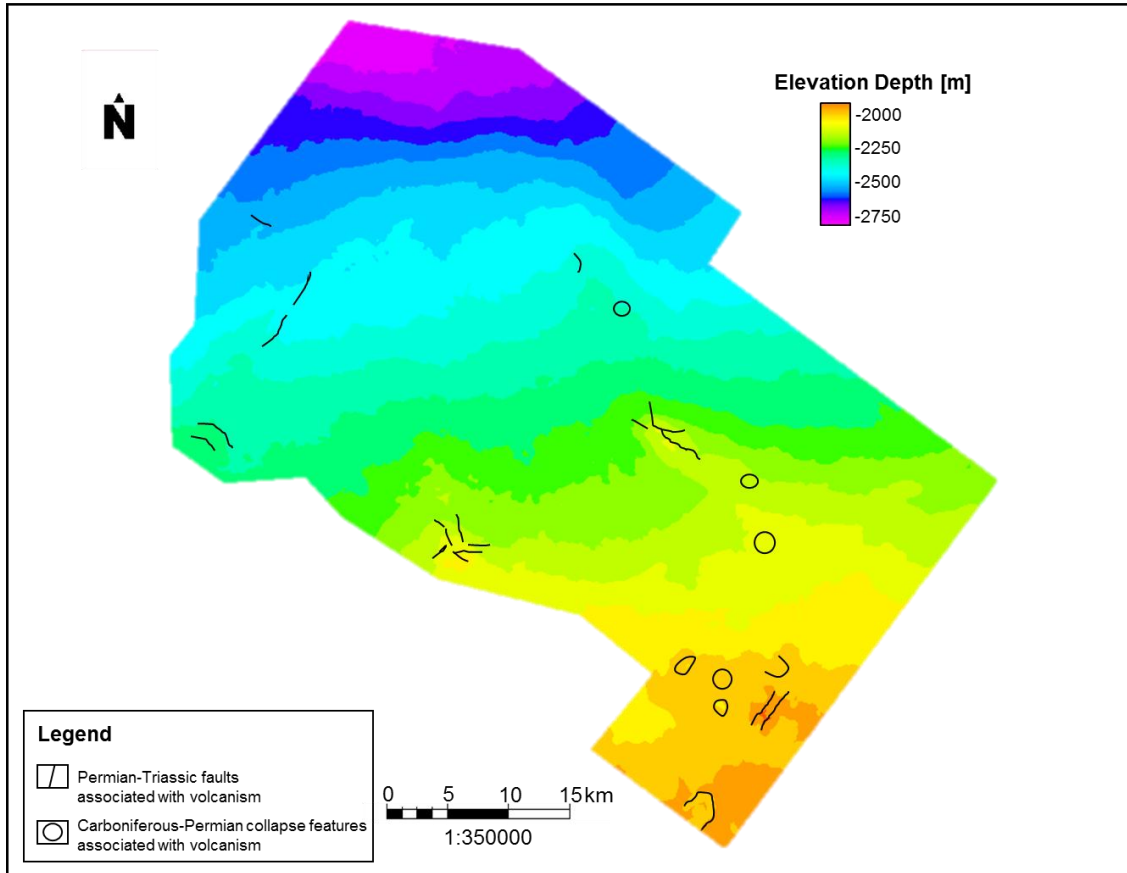 N
Elevation Depth [m]
-2000
-2250
-2500
-2750
Legend
Permian-Triassic faults
associated with volcanism
Carboniferous-Permian collapse features
associated with volcanism
0 5 10 15km
1:350000